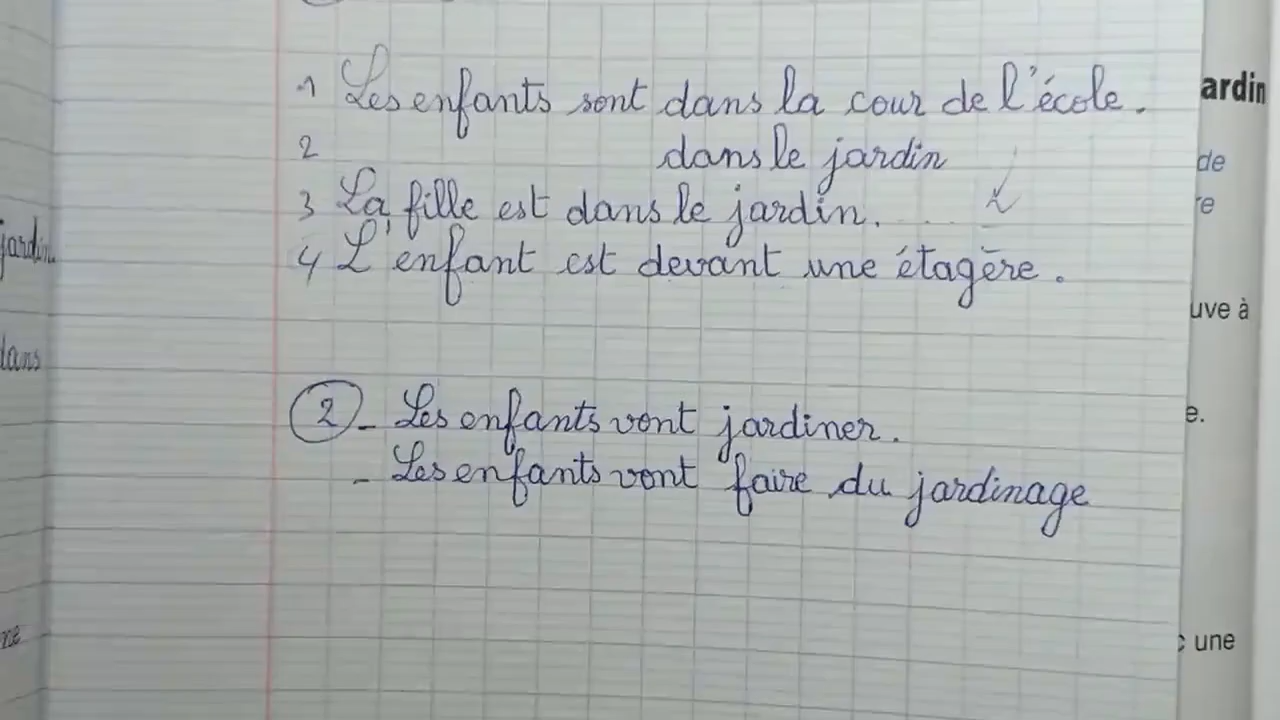 1 Les enfants sont dans la cour de l'école.
2 dans le jardin
3 La fille est dans le jardin.
4 L'enfant est devant une étagère.
2 - Les enfants vont jardiner.
- Les enfants vont faire du jardinage
jardin
dans
ardin
de
re
uve à
e.
une